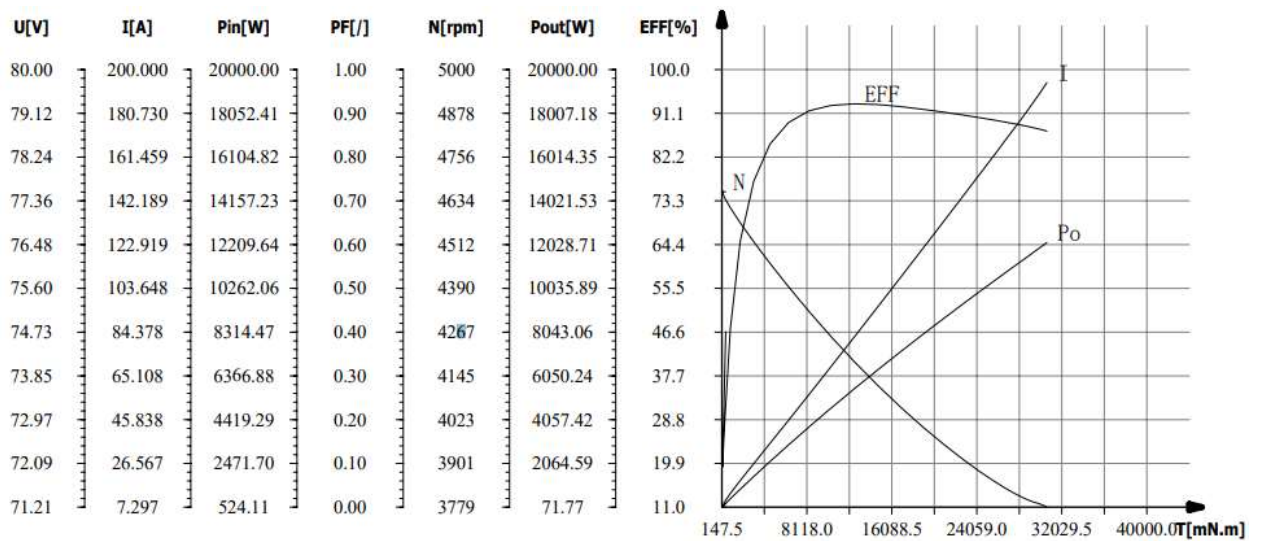 U[V] I[A] Pin[W] PF[/] N[rpm] Pout[W] EFF[%]
80.00 200.000 20000.00 1.00 5000 20000.00 100.0
I
79.12 180.730 18052.41 0.90 4878 18007.18 91.1
EFF
78.24 161.459 16104.82 0.80 4756 16014.35 82.2
N
77.36 142.189 14157.23 0.70 4634 14021.53 73.3
Po
76.48 122.919 12209.64 0.60 4512 12028.71 64.4
75.60 103.648 10262.06 0.50 4390 10035.89 55.5
74.73 84.378 8314.47 0.40 4267 8043.06 46.6
73.85 65.108 6366.88 0.30 4145 6050.24 37.7
72.97 45.838 4419.29 0.20 4023 4057.42 28.8
72.09 26.567 2471.70 0.10 3901 2064.59 19.9
71.21 7.297 524.11 0.00 3779 71.77 11.0
147.5 8118.0 16088.5 24059.0 32029.5 40000.0 T[mN.m]